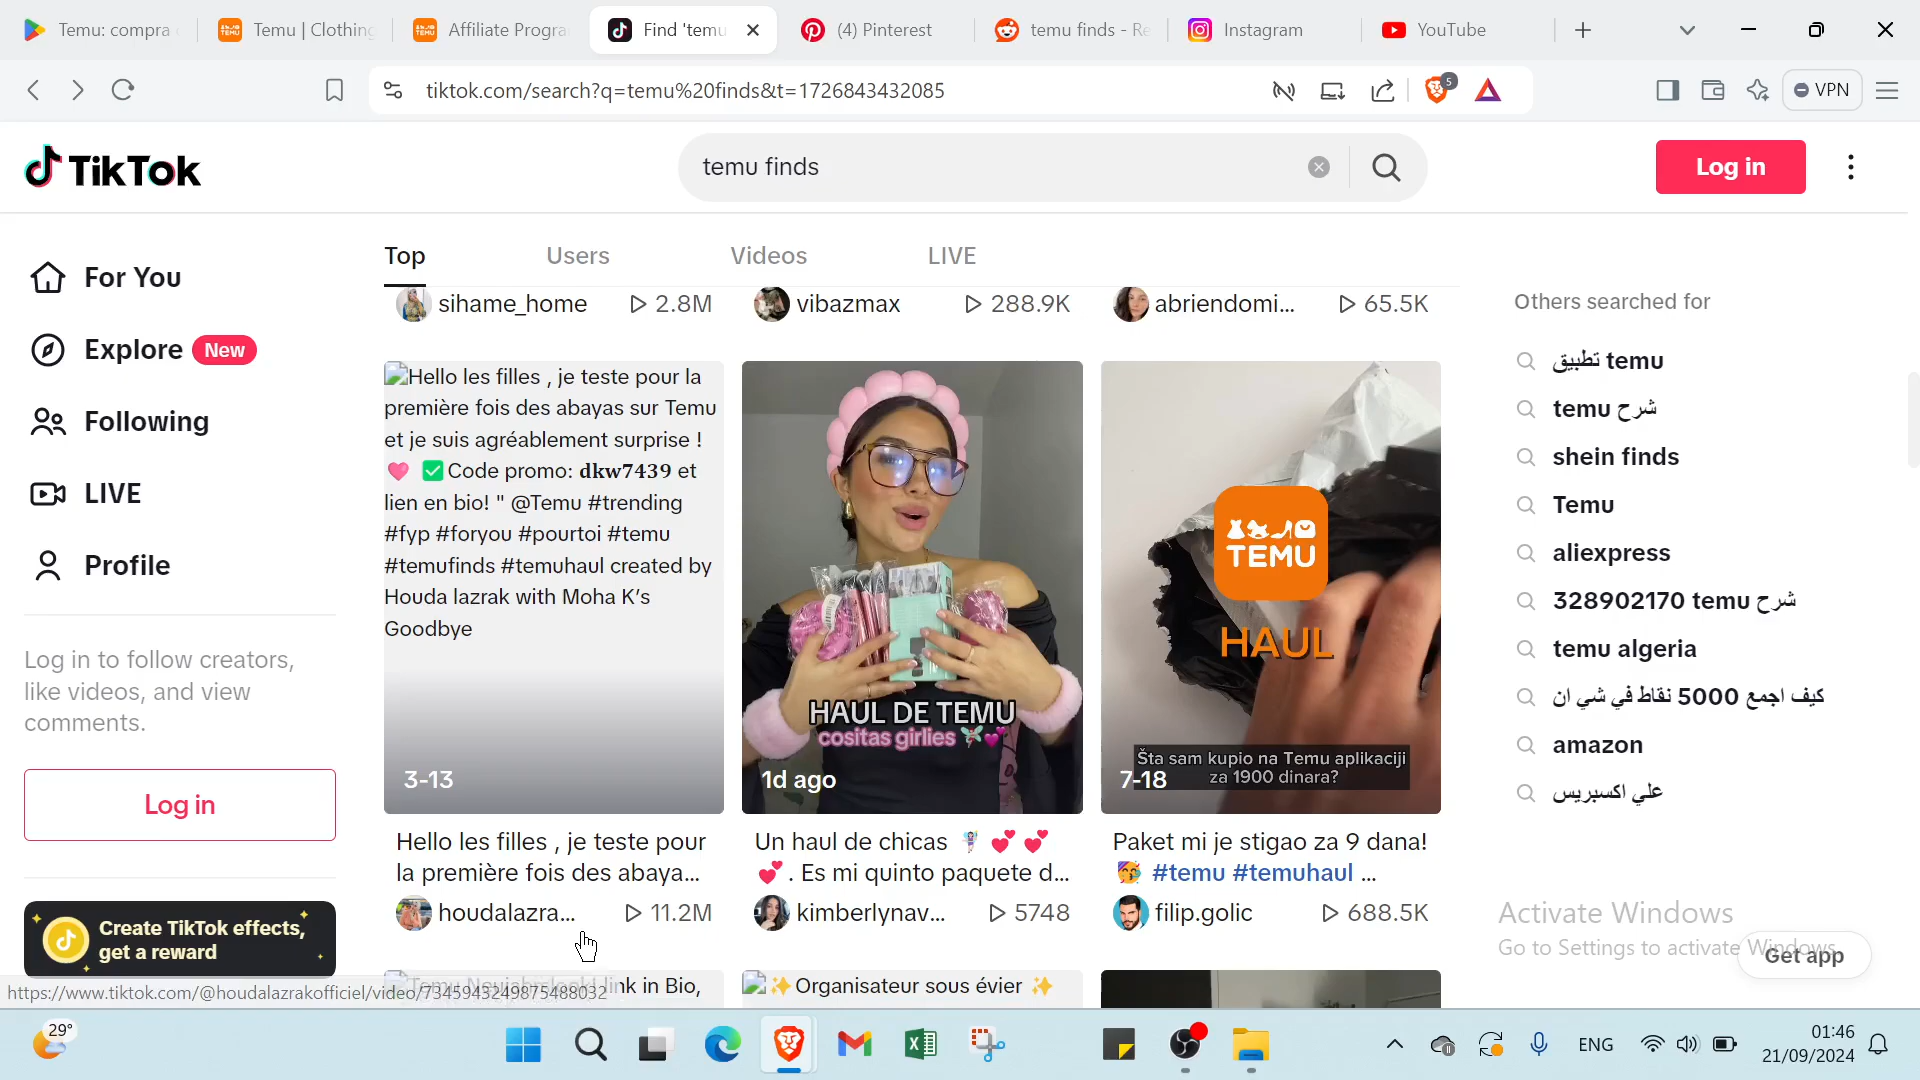 Temu: compra
Temu | Clothing
Affiliate Progra
Find 'temu
(4) Pinterest
temu finds - Re
Instagram
YouTube
tiktok.com/search?q=temu%20finds&t=1726843432085
5
VPN
TikTok
temu finds
Log in
Top
Users
Videos
LIVE
For You
Explore New
Following
LIVE
Profile
Log in to follow creators,
like videos, and view
comments.
Log in
Create TikTok effects,
get a reward
sihame_home 2.8M
vibazmax 288.9K
abriendomi... 65.5K
Hello les filles , je teste pour la
première fois des abayas sur Temu
et je suis agréablement surprise !
🩷 ✅Code promo: 𝐝𝐤𝐰𝟕𝟒𝟑𝟗 et
lien en bio! " @Temu #trending
#fyp #foryou #pourtoi #temu
#temufinds #temuhaul created by
Houda lazrak with Moha K’s
Goodbye
3-13
Hello les filles , je teste pour
la première fois des abaya...
houdalazra... 11.2M
HAUL DE TEMU
cositas girlies 🧚💕
1d ago
Un haul de chicas 🧚 💕 💕
💕 . Es mi quinto paquete d...
kimberlynav... 5748
TEMU
HAUL
Šta sam kupio na Temu aplikaciji
za 1900 dinara?
7-18
Paket mi je stigao za 9 dana!
🥳 #temu #temuhaul ...
filip.golic 688.5K
ink in Bio,
✨Organisateur sous évier ✨
Others searched for
تطبيق temu
temu شرح
shein finds
Temu
aliexpress
328902170 temu شرح
temu algeria
كيف اجمع 5000 نقاط في شي ان
amazon
علي اكسبريس
Activate Windows
Go to Settings to activate Windows.
Get app
https://www.tiktok.com/@houdalazrakofficiel/video/7345943249875488032
29°
ENG
01:46
21/09/2024